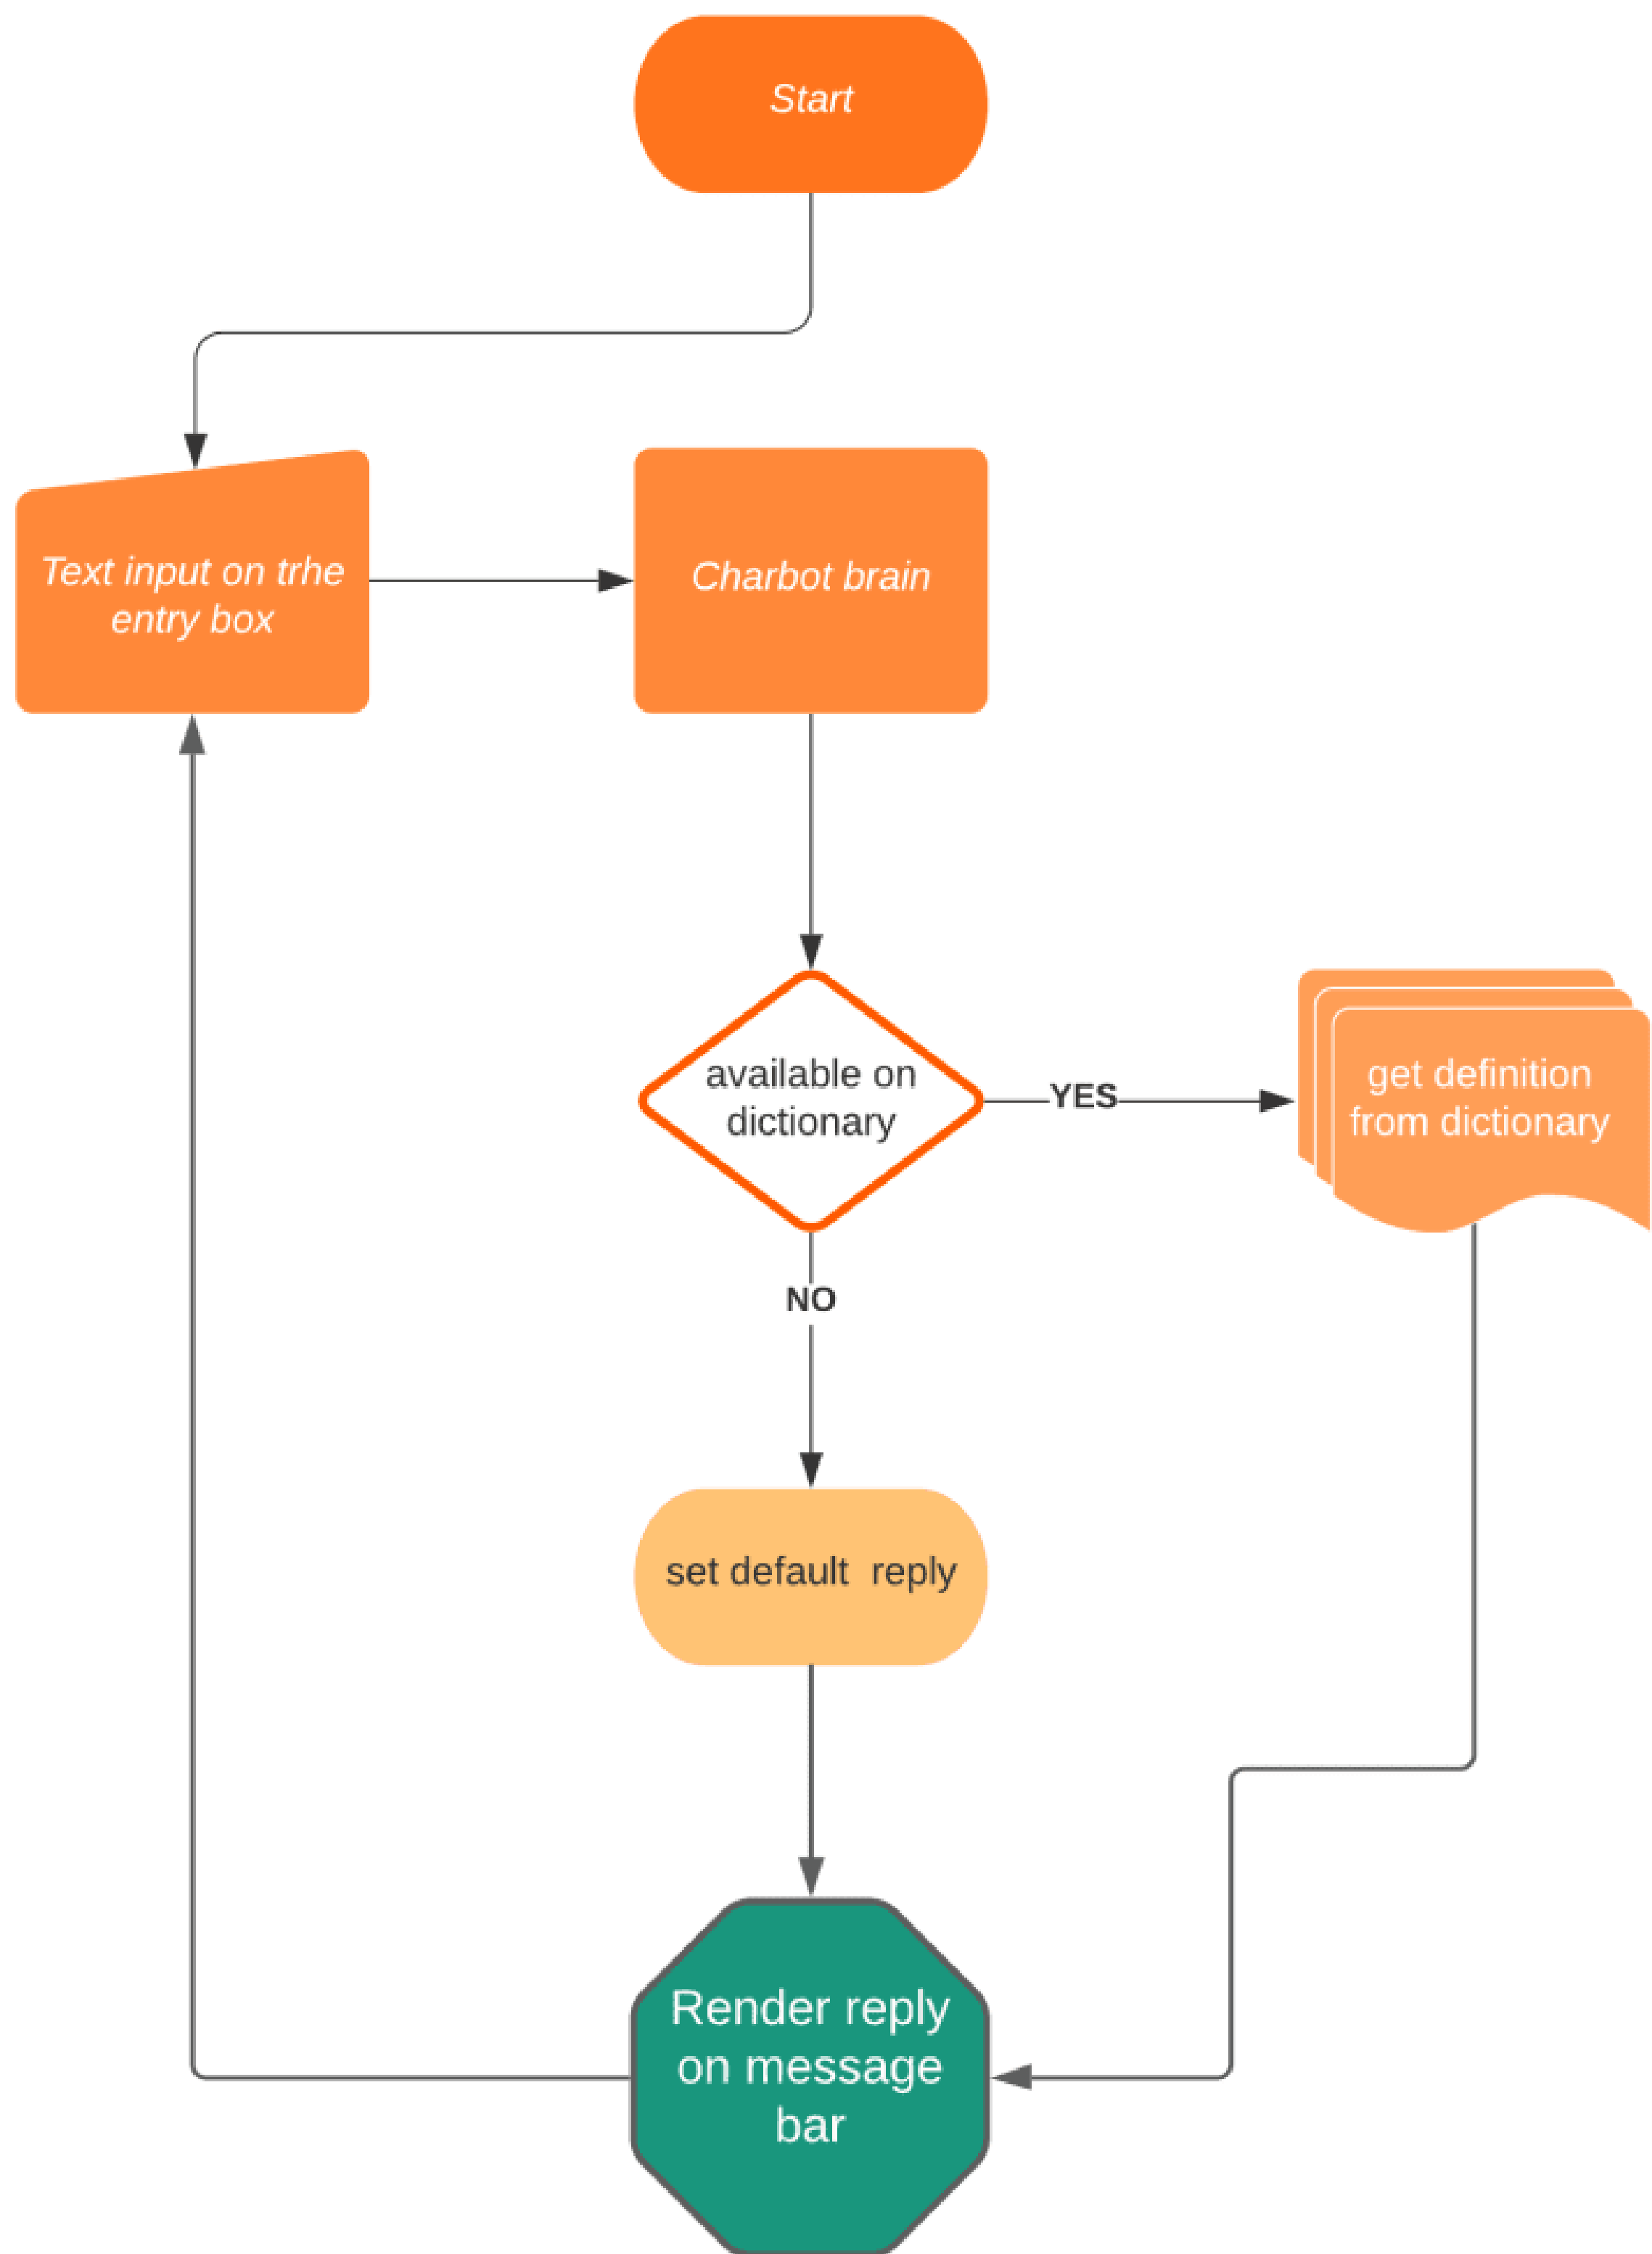 Start
Text input on trhe
entry box
Charbot brain
available on
dictionary
YES
get definition
from dictionary
NO
set default  reply
Render reply
on message
bar